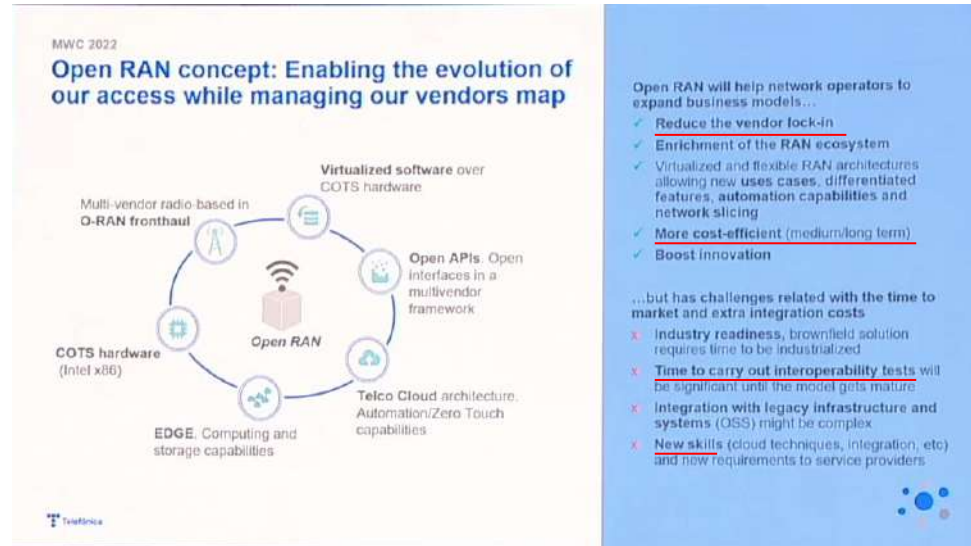 MWC 2022
Open RAN concept: Enabling the evolution of
our access while managing our vendors map
Virtualized software over
COTS hardware
Multi-vendor radio based in
O-RAN fronthaul
Open APIs. Open
interfaces in a
multivendor
framework
Open RAN
COTS hardware
(Intel x86)
Telco Cloud architecture.
Automation/Zero Touch
capabilities
EDGE. Computing and
storage capabilities
Telefónica
Open RAN will help network operators to
expand business models…
✓ Reduce the vendor lock-in
✓ Enrichment of the RAN ecosystem
✓ Virtualized and flexible RAN architectures
allowing new uses cases, differentiated
features, automation capabilities and
network slicing
✓ More cost-efficient (medium/long term)
✓ Boost innovation
…but has challenges related with the time to
market and extra integration costs
x Industry readiness, brownfield solution
requires time to be industrialized
x Time to carry out interoperability tests will
be significant until the model gets mature
x Integration with legacy infrastructure and
systems (OSS) might be complex
x New skills (cloud techniques, integration, etc)
and new requirements to service providers